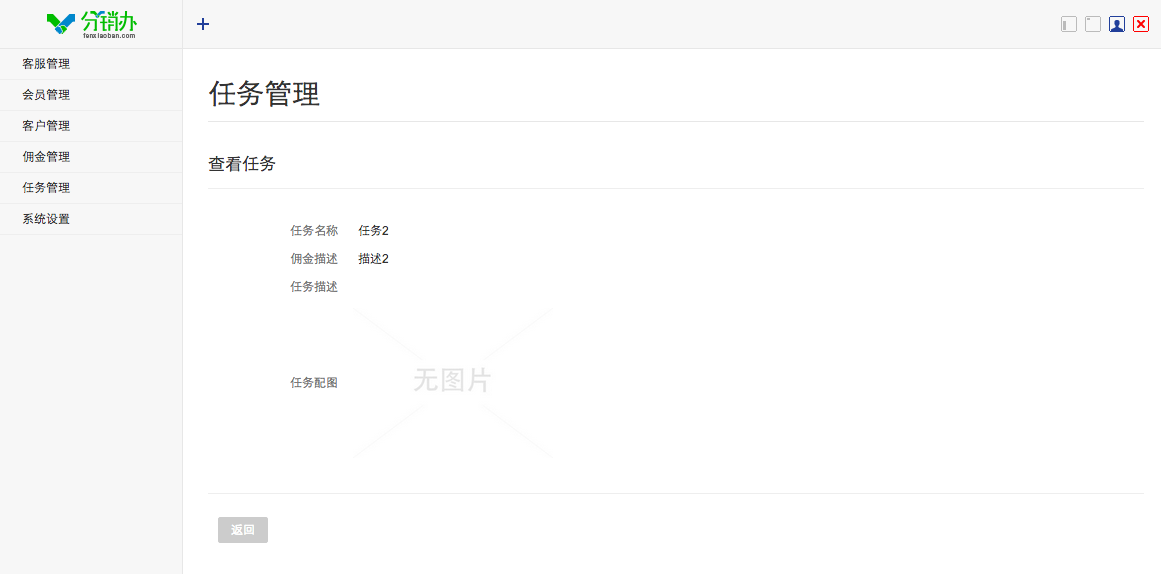 分销办
fenxiaoban.com
客服管理
会员管理
客户管理
佣金管理
任务管理
系统设置
任务管理
查看任务
任务名称 任务2
佣金描述 描述2
任务描述
任务配图 无图片
返回